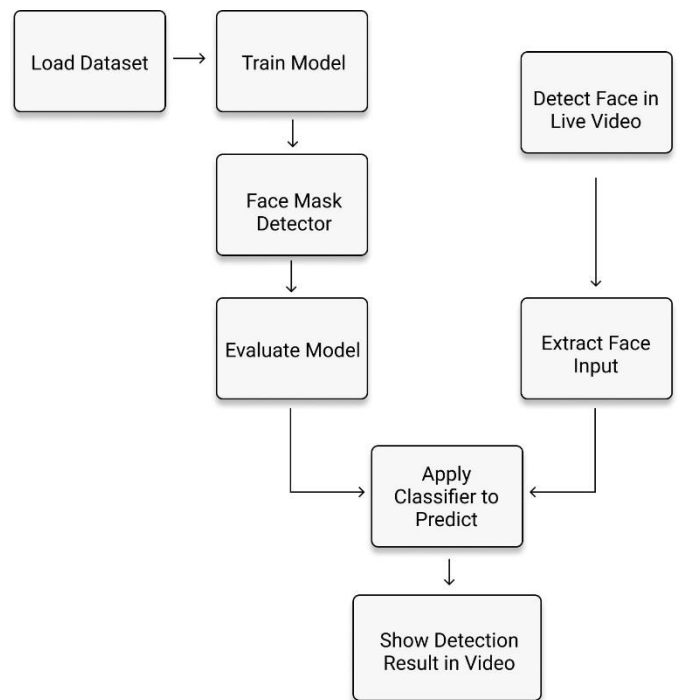 Load Dataset
Train Model
Detect Face in
Live Video
Face Mask
Detector
Evaluate Model
Extract Face
Input
Apply
Classifier to
Predict
Show Detection
Result in Video